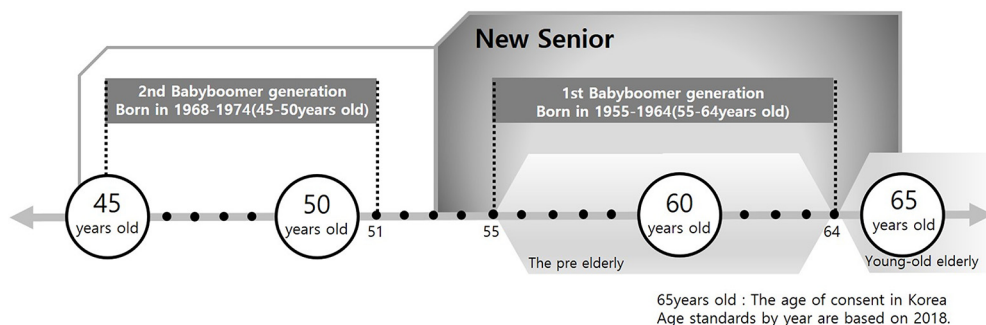 New Senior
2nd Babyboomer generation
Born in 1968-1974(45-50years old)
1st Babyboomer generation
Born in 1955-1964(55-64years old)
45
years old
50
years old
60
years old
65
years old
51
55
64
The pre elderly
Young-old elderly
65years old : The age of consent in Korea
Age standards by year are based on 2018.